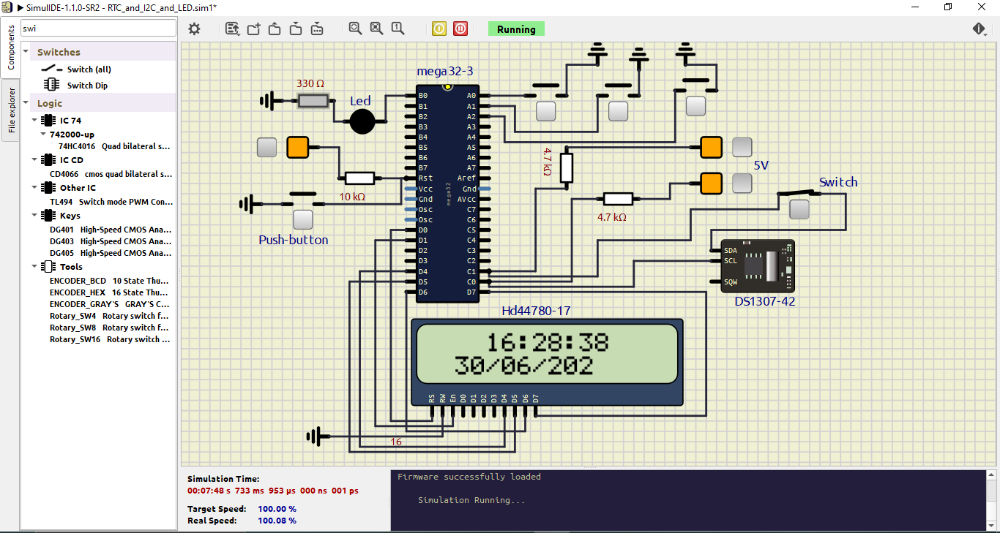 SimulIDE-1.1.0-SR2 - RTC_and_I2C_and_LED.sim1*
Components
File explorer
swi
Switches
Switch (all)
Switch Dip
Logic
IC 74
742000-up
74HC4016 Quad bilateral s...
IC CD
CD4066 cmos quad bilateral s...
Other IC
TL494 Switch mode PWM Con...
Keys
DG401 High-Speed CMOS Ana...
DG403 High-Speed CMOS Ana...
DG405 High-Speed CMOS Ana...
Tools
ENCODER_BCD 10 State Thu...
ENCODER_HEX 16 State Thu...
ENCODER_GRAY'S GRAY'S C...
Rotary_SW4 Rotary switch f...
Rotary_SW8 Rotary switch f...
Rotary_SW16 Rotary switch ...
1
Running
mega32-3
330 Ω
Led
B0 A0
B1 A1
B2 A2
B3 A3
B4 A4
B5 A5
B6 A6
B7 A7
Rst Aref
Vcc Gnd
Gnd AVcc
Osc C7
Osc C6
D0 C5
D1 C4
D2 C3
D3 C2
D4 C1
D5 C0
D6 D7
mega32
10 kΩ
Push-button
4.7 kΩ
4.7 kΩ
5V
Switch
SDA
SCL
SQW
DS1307-42
Hd44780-17
16:28:38
30/06/202
RS RW En D0 D1 D2 D3 D4 D5 D6 D7
16
Simulation Time:
00:07:48 s 733 ms 953 µs 000 ns 001 ps
Target Speed: 100.00 %
Real Speed: 100.08 %
Firmware successfully loaded
Simulation Running...